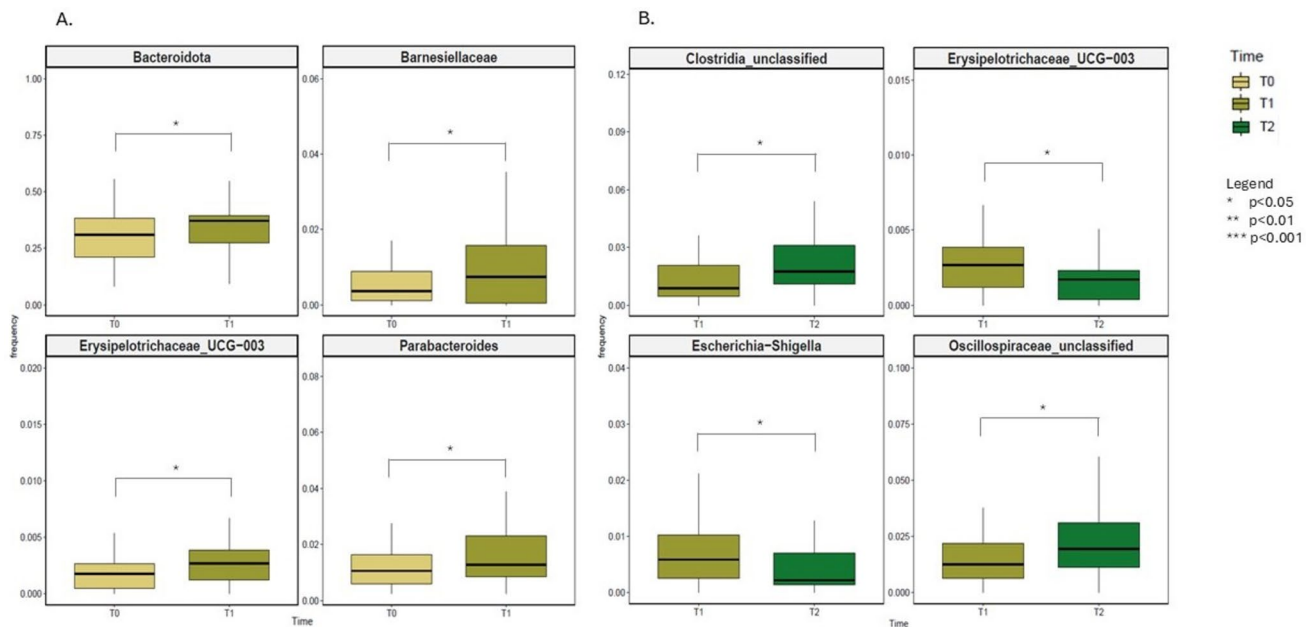 A.
Bacteroidota
1.00
0.75
0.50
0.25
0.00
*
T0 T1
Barnesiellaceae
0.06
0.04
0.02
0.00
*
T0 T1
frequency
Erysipelotrichaceae_UCG-003
0.020
0.015
0.010
0.005
0.000
*
T0 T1
Parabacteroides
0.08
0.06
0.04
0.02
0.00
*
T0 T1
Time
B.
Clostridia_unclassified
0.12
0.09
0.06
0.03
0.00
*
T1 T2
Erysipelotrichaceae_UCG-003
0.015
0.010
0.005
0.000
*
T1 T2
frequency
Escherichia-Shigella
0.04
0.03
0.02
0.01
0.00
*
T1 T2
Oscillospiraceae_unclassified
0.100
0.075
0.050
0.025
0.000
*
T1 T2
Time
Time
T0
T1
T2
Legend
* p<0.05
** p<0.01
*** p<0.001